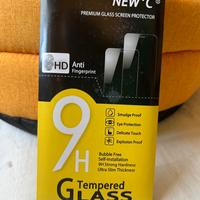 NEW'C
PREMIUM GLASS SCREEN PROTECTOR
HD Anti
Fingerprint
9H
Smudge Proof
Eye Protection
Delicate Touch
Explosion Proof
Bubble Free
Self-Installation
9H Strong Hardness
Ultra Slim Thickness
Tempered
GLASS